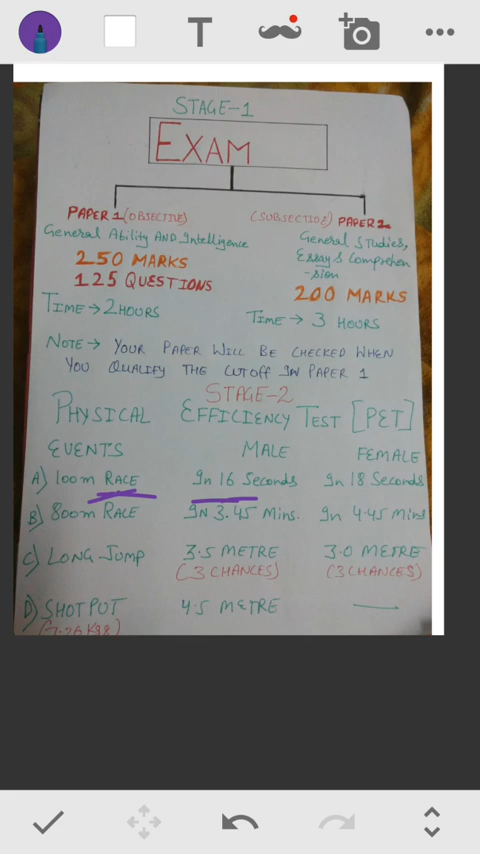 T
STAGE-1
EXAM
PAPER 1 (OBSECTIVE)
General Ability AND Intelligence
250 MARKS
125 QUESTIONS
TIME → 2 HOURS
(SUBSECTIDE) PAPER 2
General Studies,
Essay & Comprehen
-sion
200 MARKS
TIME → 3 HOURS
NOTE → YOUR PAPER WILL BE CHECKED WHEN
YOU QUALIFY THE CUTOFF IN PAPER 1
STAGE-2
PHYSICAL EFFICIENCY TEST [PET]
EVENTS MALE FEMALE
A) 100m RACE In 16 Seconds In 18 Seconds
B) 800m RACE IN 3.45 Mins. In 4.45 Mins
C) LONG-JUMP 3.5 METRE 3.0 METRE
(3 CHANCES) (3 CHANCES)
D) SHOTPUT 4.5 METRE —